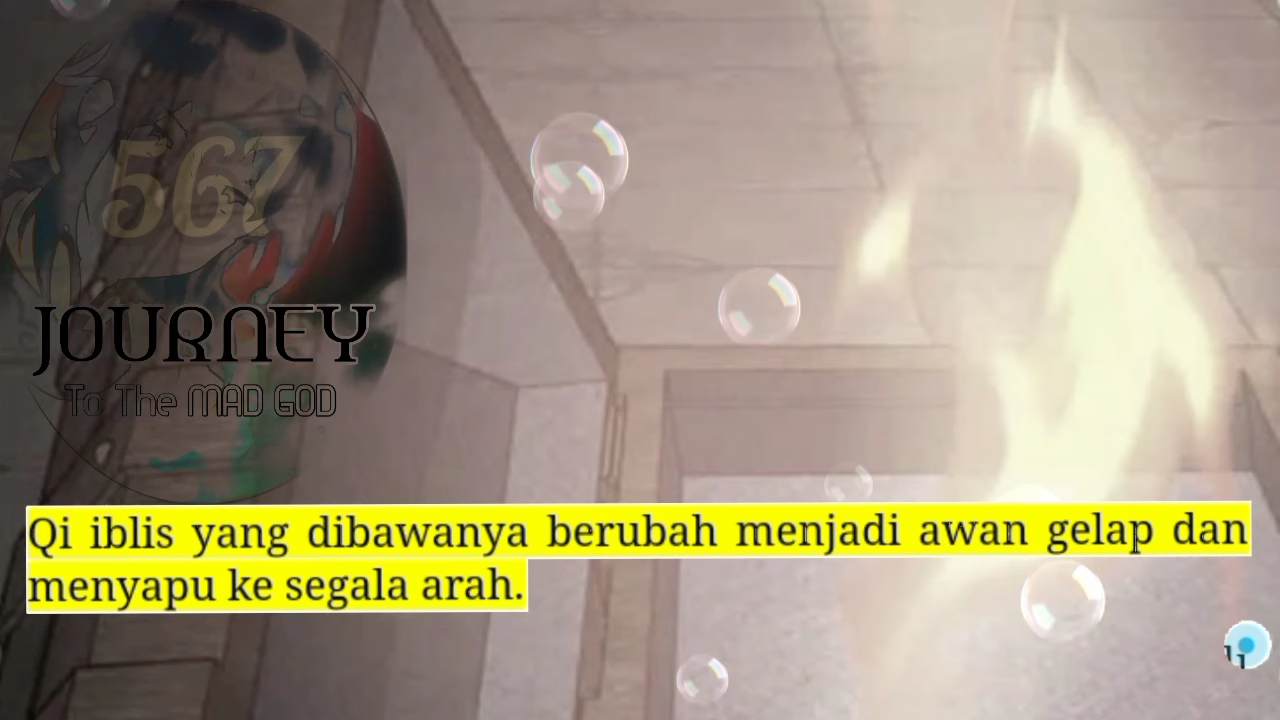 567
JOURNEY
To The MAD GOD
Qi iblis yang dibawanya berubah menjadi awan gelap dan
menyapu ke segala arah.